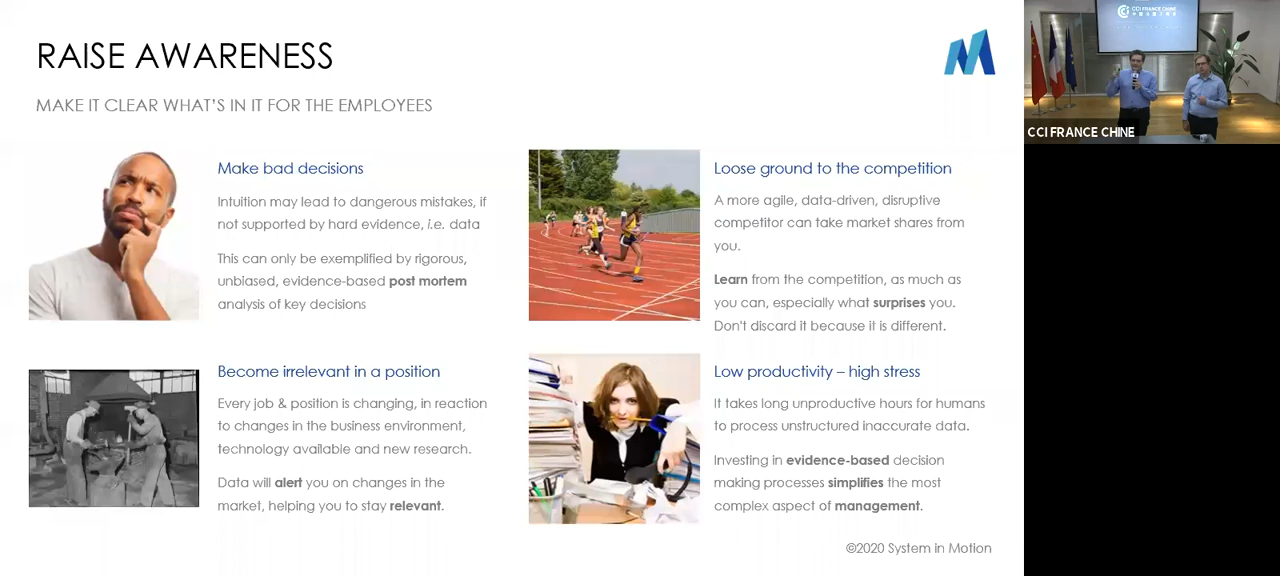 RAISE AWARENESS
MAKE IT CLEAR WHAT'S IN IT FOR THE EMPLOYEES
Make bad decisions
Intuition may lead to dangerous mistakes, if
not supported by hard evidence, i.e. data
This can only be exemplified by rigorous,
unbiased, evidence-based post mortem
analysis of key decisions
Loose ground to the competition
A more agile, data-driven, disruptive
competitor can take market shares from
you.
Learn from the competition, as much as
you can, especially what surprises you.
Don't discard it because it is different.
Become irrelevant in a position
Every job & position is changing, in reaction
to changes in the business environment,
technology available and new research.
Data will alert you on changes in the
market, helping you to stay relevant.
Low productivity – high stress
It takes long unproductive hours for humans
to process unstructured inaccurate data.
Investing in evidence-based decision
making processes simplifies the most
complex aspect of management.
©2020 System in Motion
CCI FRANCE CHINE
CCI FRANCE CHINE